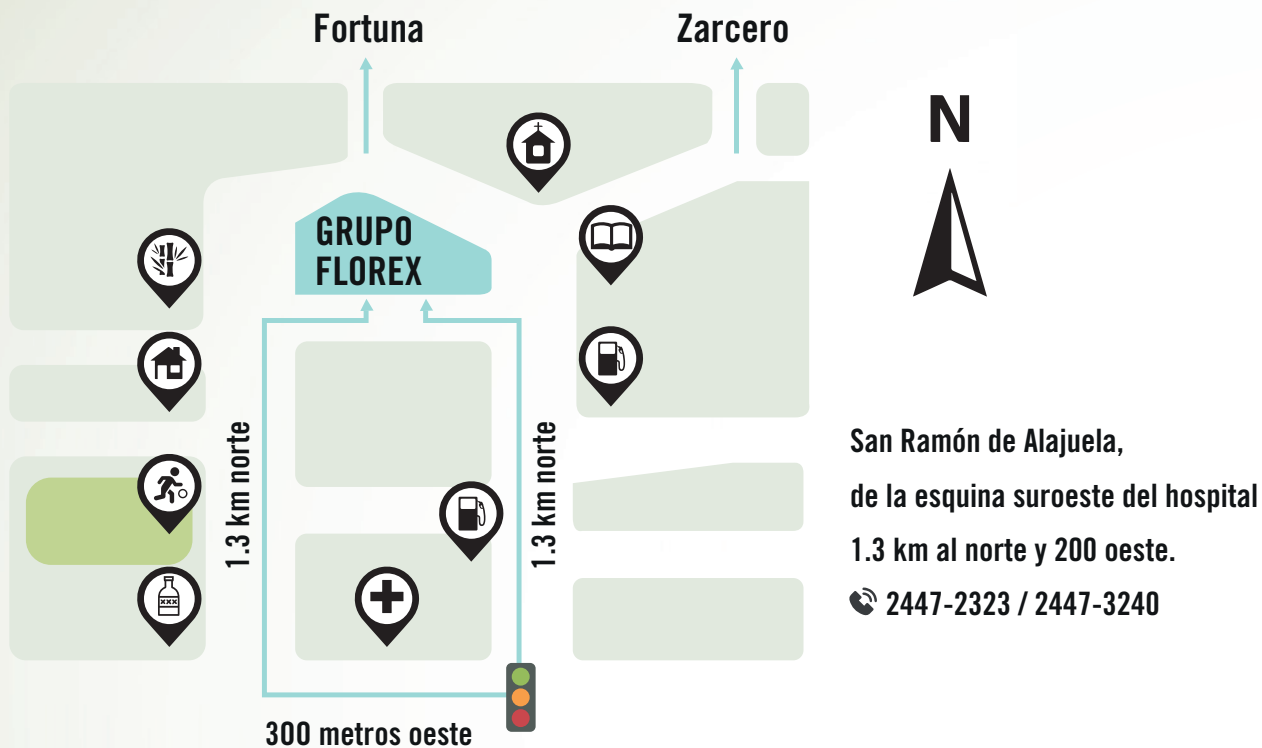 Fortuna
Zarcero
N
GRUPO
FLOREX
1.3 km norte
1.3 km norte
300 metros oeste
xxx
San Ramón de Alajuela,
de la esquina suroeste del hospital
1.3 km al norte y 200 oeste.
2447-2323 / 2447-3240